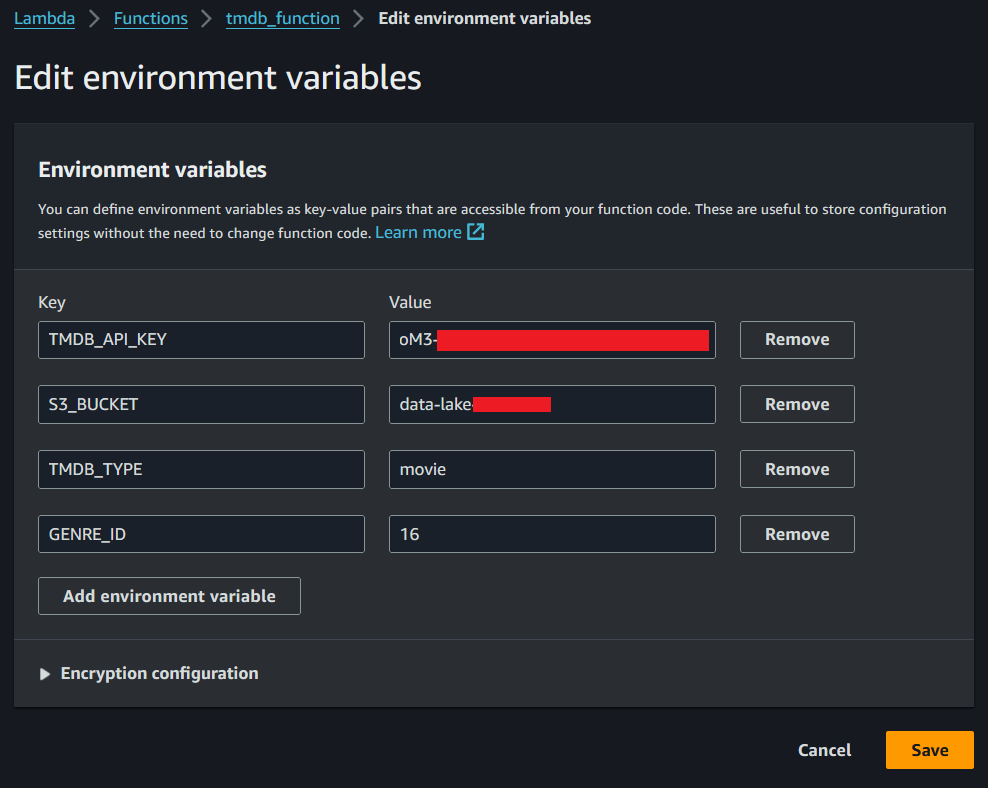 Lambda > Functions > tmdb_function > Edit environment variables
Edit environment variables
Environment variables
You can define environment variables as key-value pairs that are accessible from your function code. These are useful to store configuration
settings without the need to change function code. Learn more
Key Value
TMDB_API_KEY oM3- Remove
S3_BUCKET data-lake- Remove
TMDB_TYPE movie Remove
GENRE_ID 16 Remove
Add environment variable
Encryption configuration
Cancel Save